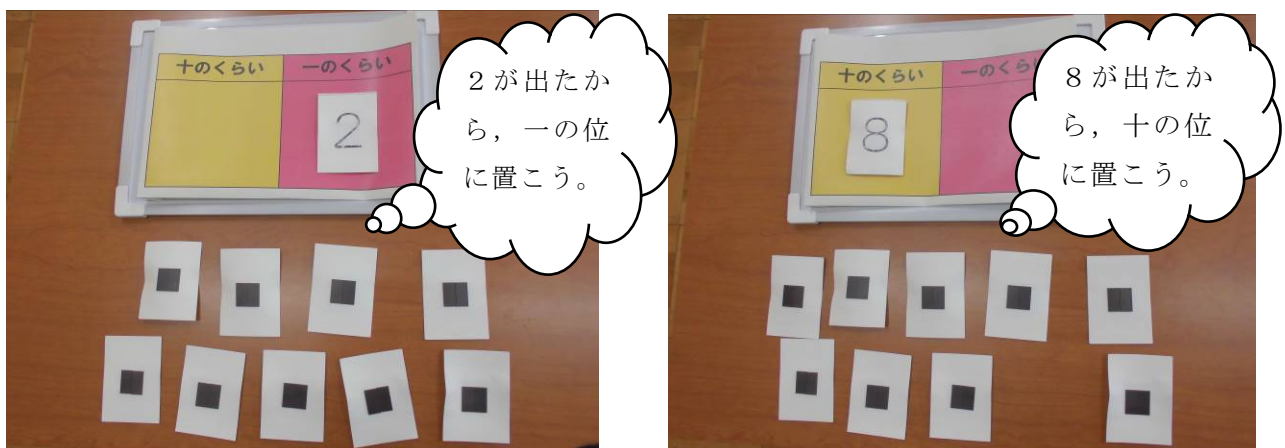 十のくらい 一のくらい
2
2が出たか
ら，一の位
に置こう。
十のくらい 一のくらい
8
8が出たか
ら，十の位
に置こう。